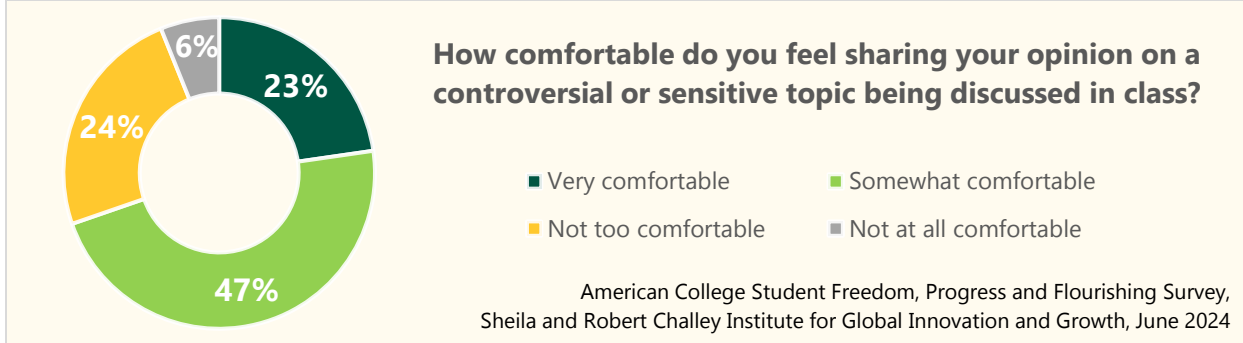 How comfortable do you feel sharing your opinion on a
controversial or sensitive topic being discussed in class?
6%
23%
24%
47%
Very comfortable
Somewhat comfortable
Not too comfortable
Not at all comfortable
American College Student Freedom, Progress and Flourishing Survey,
Sheila and Robert Challey Institute for Global Innovation and Growth, June 2024